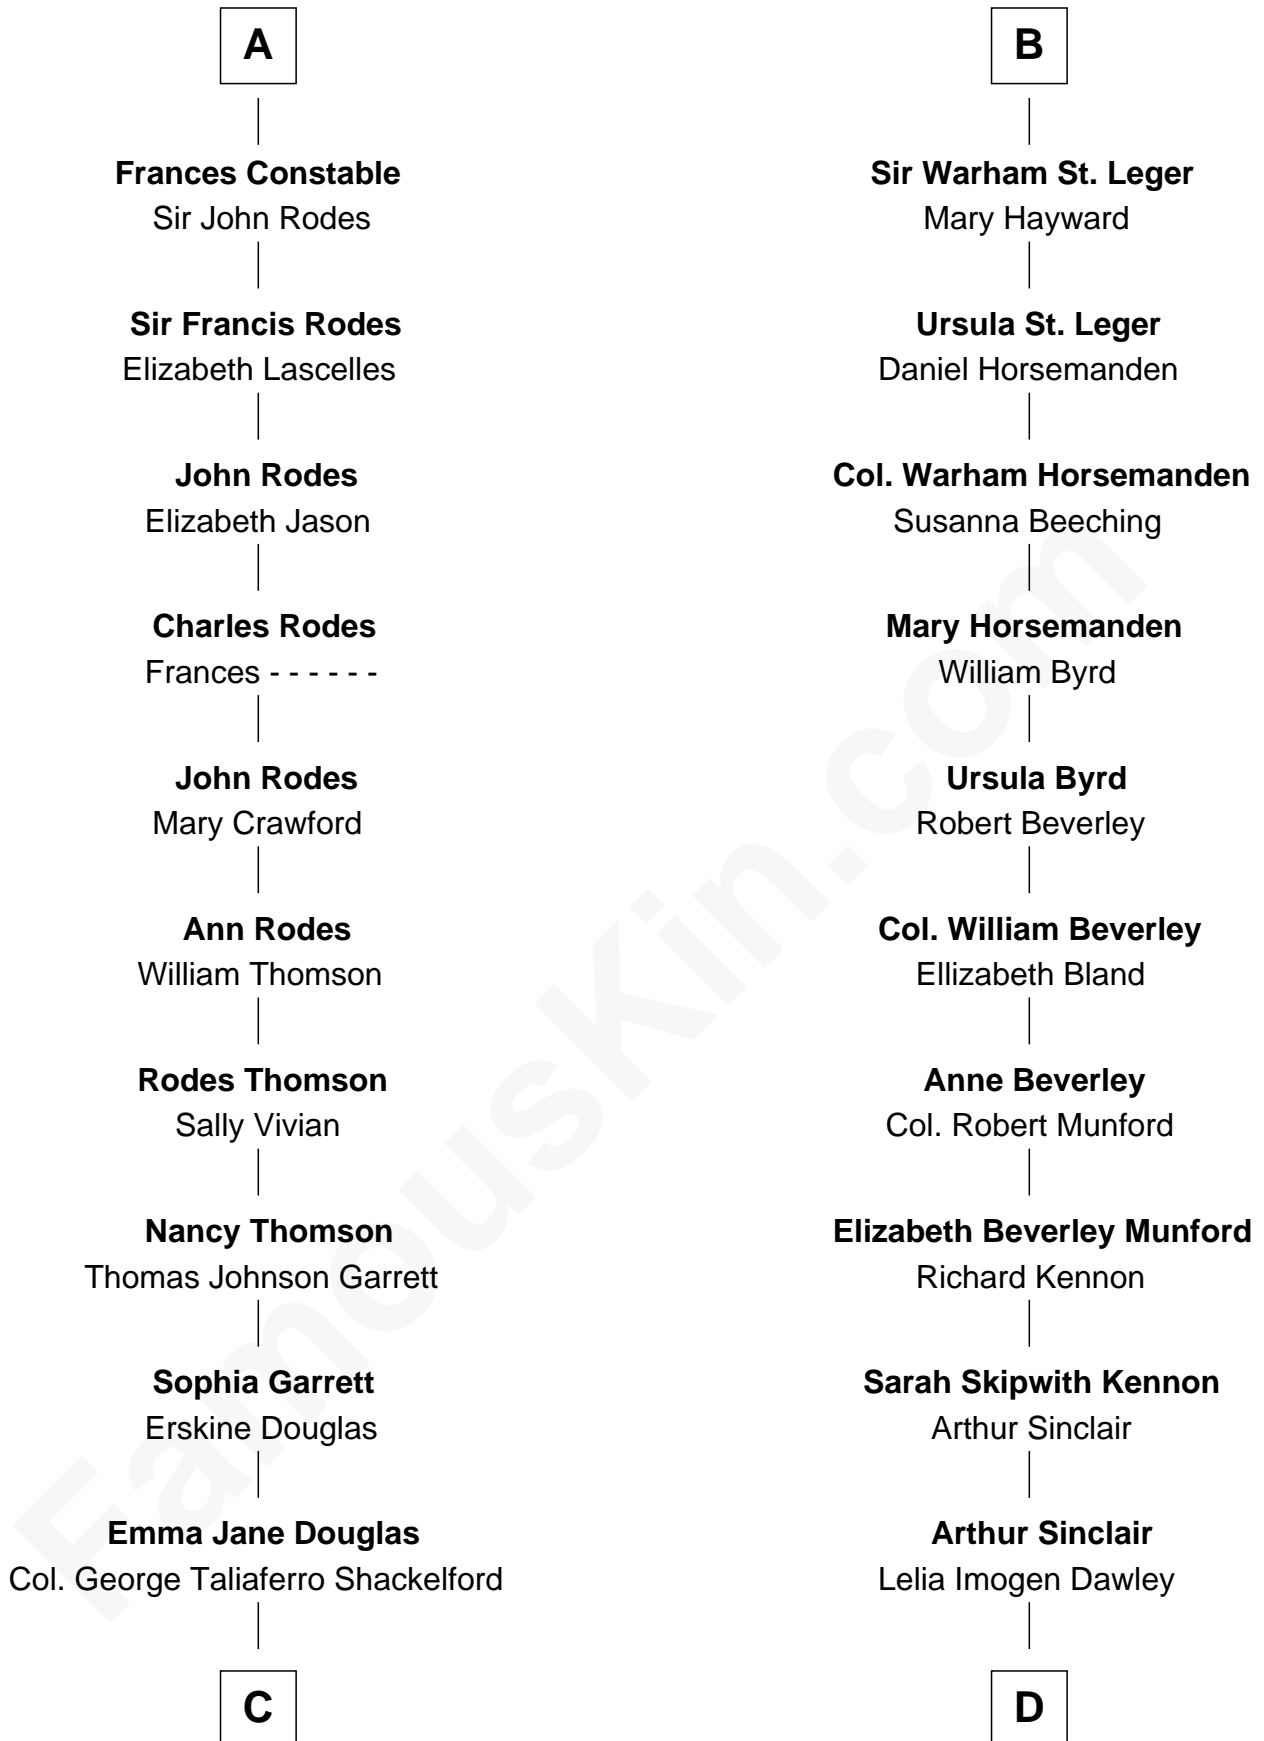 A
Frances Constable
Sir John Rodes
Sir Francis Rodes
Elizabeth Lascelles
John Rodes
Elizabeth Jason
Charles Rodes
Frances - - - - - -
John Rodes
Mary Crawford
Ann Rodes
William Thomson
Rodes Thomson
Sally Vivian
Nancy Thomson
Thomas Johnson Garrett
Sophia Garrett
Erskine Douglas
Emma Jane Douglas
Col. George Taliaferro Shackelford
C
B
Sir Warham St. Leger
Mary Hayward
Ursula St. Leger
Daniel Horsemanden
Col. Warham Horsemanden
Susanna Beeching
Mary Horsemanden
William Byrd
Ursula Byrd
Robert Beverley
Col. William Beverley
Ellizabeth Bland
Anne Beverley
Col. Robert Munford
Elizabeth Beverley Munford
Richard Kennon
Sarah Skipwith Kennon
Arthur Sinclair
Arthur Sinclair
Lelia Imogen Dawley
D
FamousKin.com